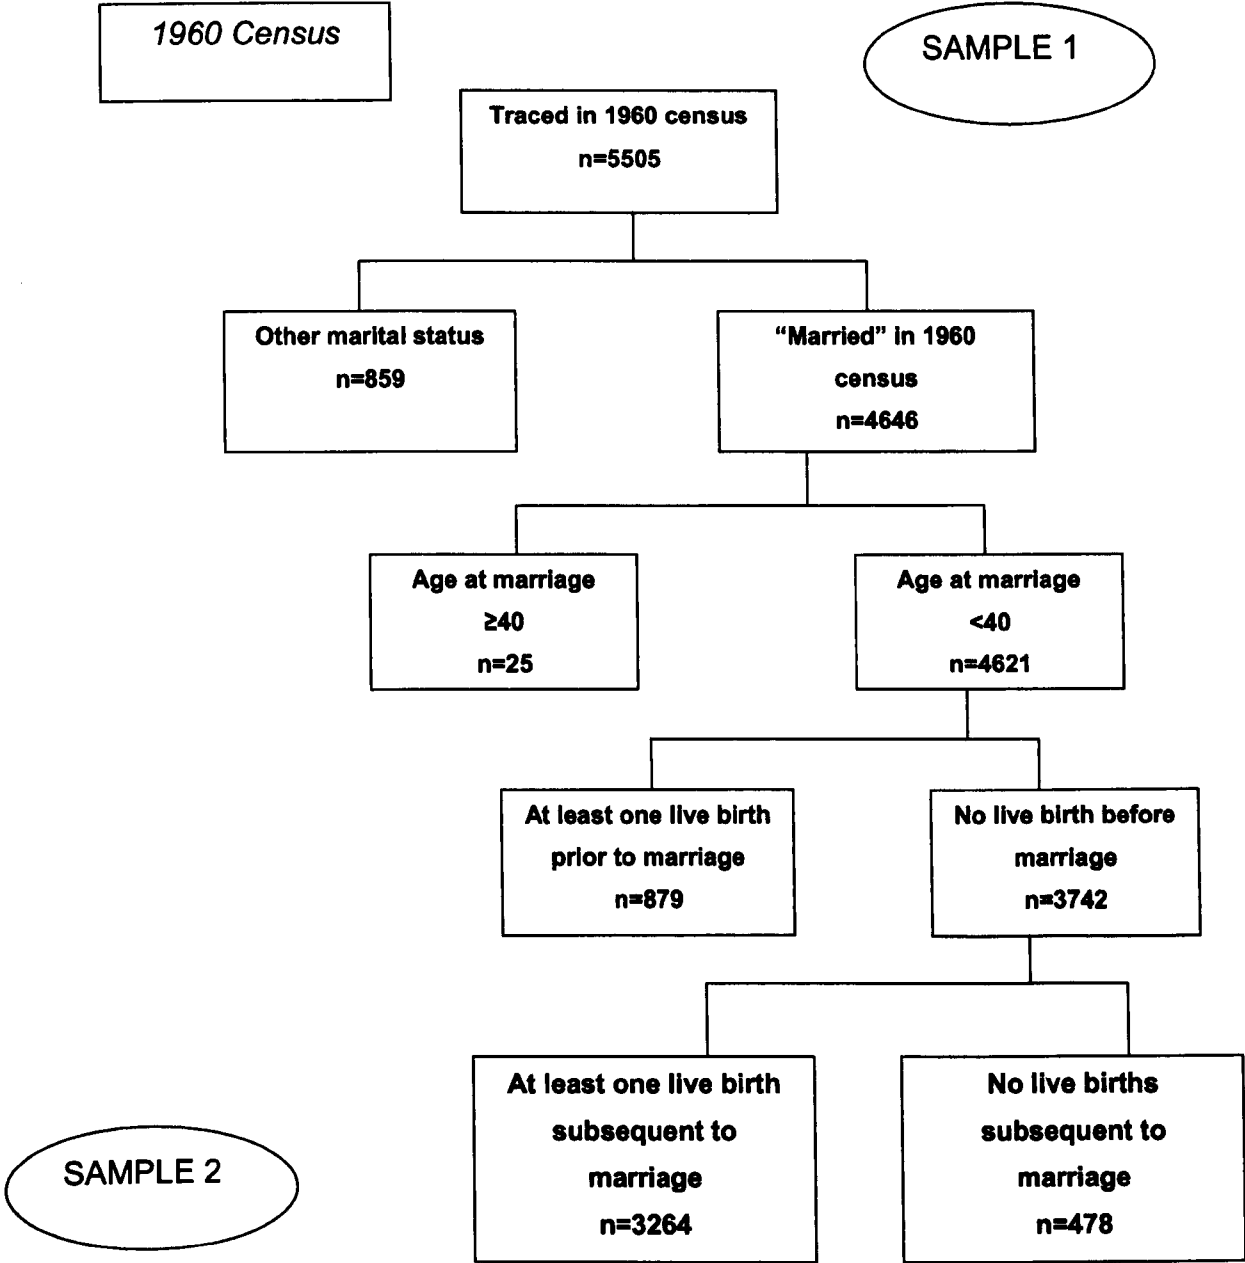 1960 Census
SAMPLE 1
Traced in 1960 census
n=5505
Other marital status
n=859
“Married” in 1960
census
n=4646
Age at marriage
≥40
n=25
Age at marriage
<40
n=4621
At least one live birth
prior to marriage
n=879
No live birth before
marriage
n=3742
At least one live birth
subsequent to
marriage
n=3264
No live births
subsequent to
marriage
n=478
SAMPLE 2